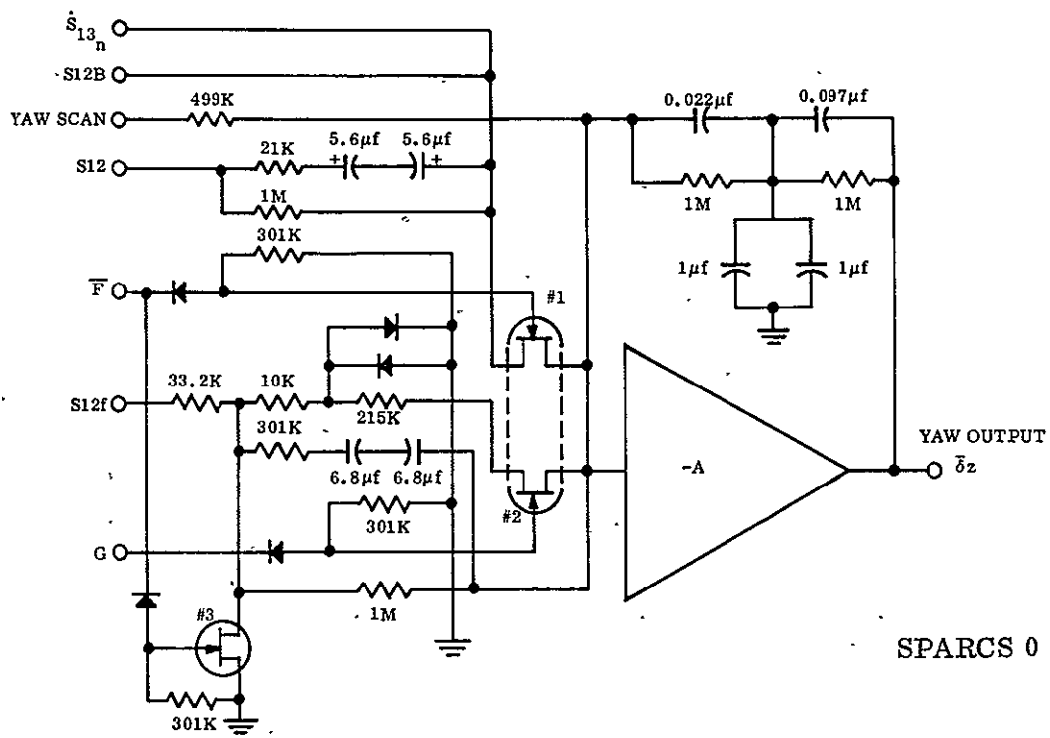 Ṡ13n
S12B
YAW SCAN
499K
0.022μf
0.097μf
S12
21K
5.6μf
5.6μf
+
+
1M
1M
1M
301K
F̅
1μf
1μf
#1
S12f
33.2K
10K
215K
301K
6.8μf
6.8μf
-A
YAW OUTPUT
δ̅z
#2
301K
G
1M
#3
301K
SPARCS 0